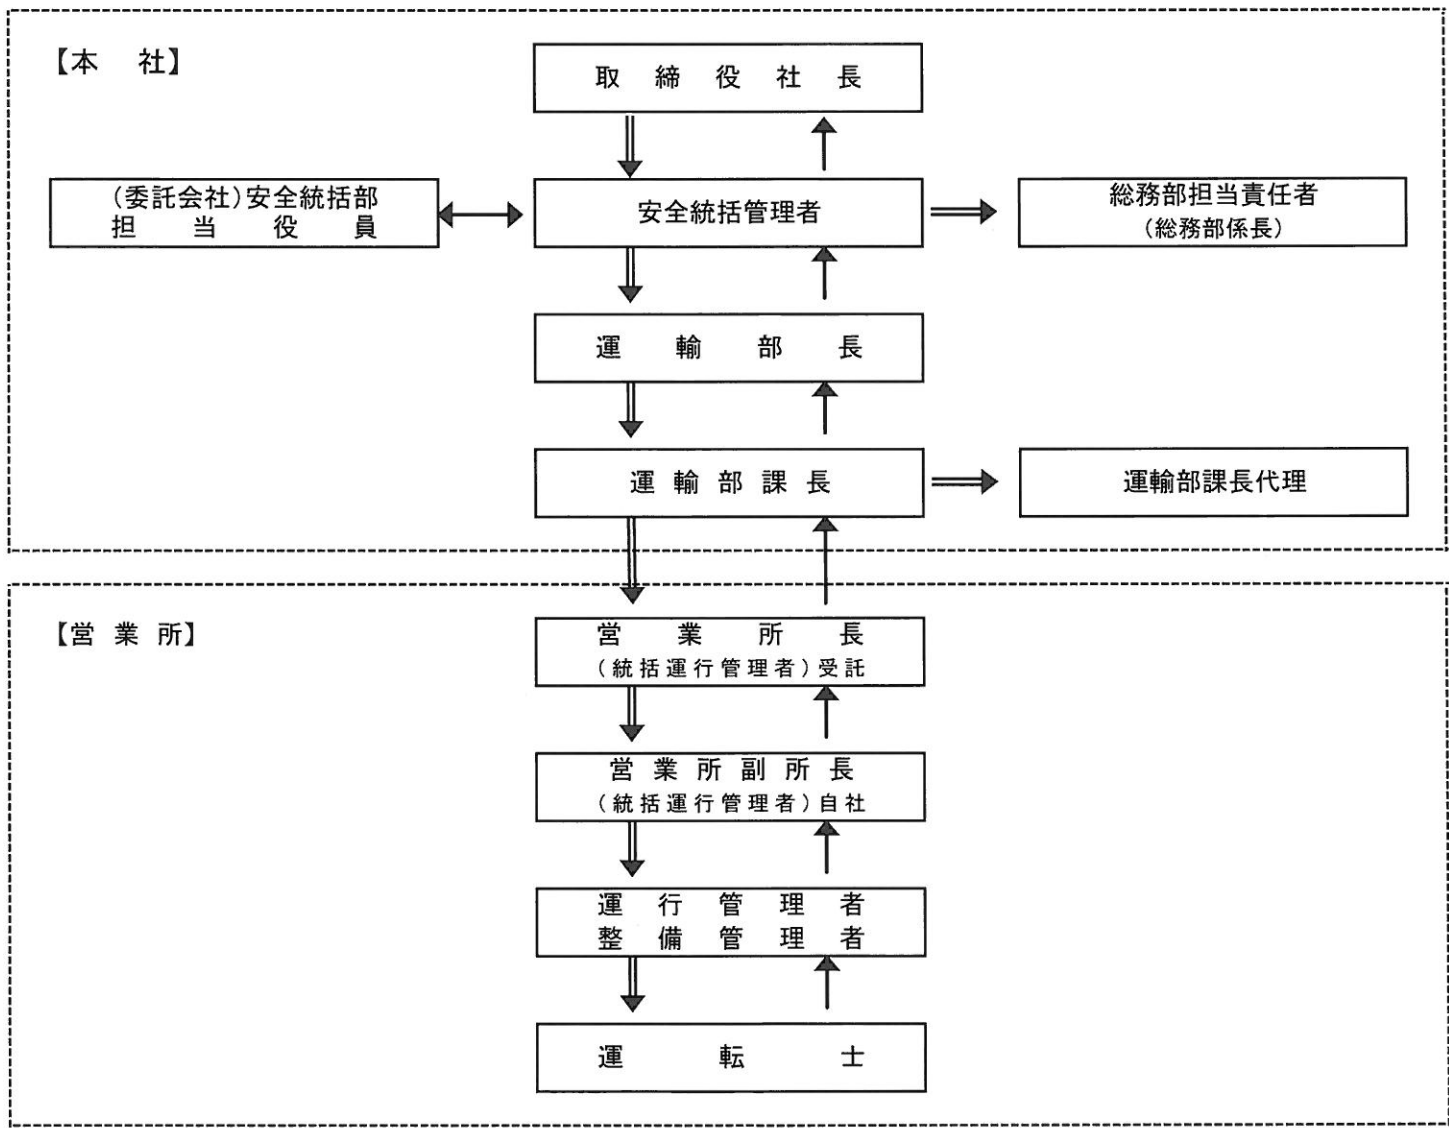 【本 社】
取締役社長
(委託会社)安全統括部
担当役員
安全統括管理者
総務部担当責任者
(総務部係長)
運輸部長
運輸部課長
運輸部課長代理
【営業所】
営業所長
(統括運行管理者)受託
営業所副所長
(統括運行管理者)自社
運行管理者
整備管理者
運転士